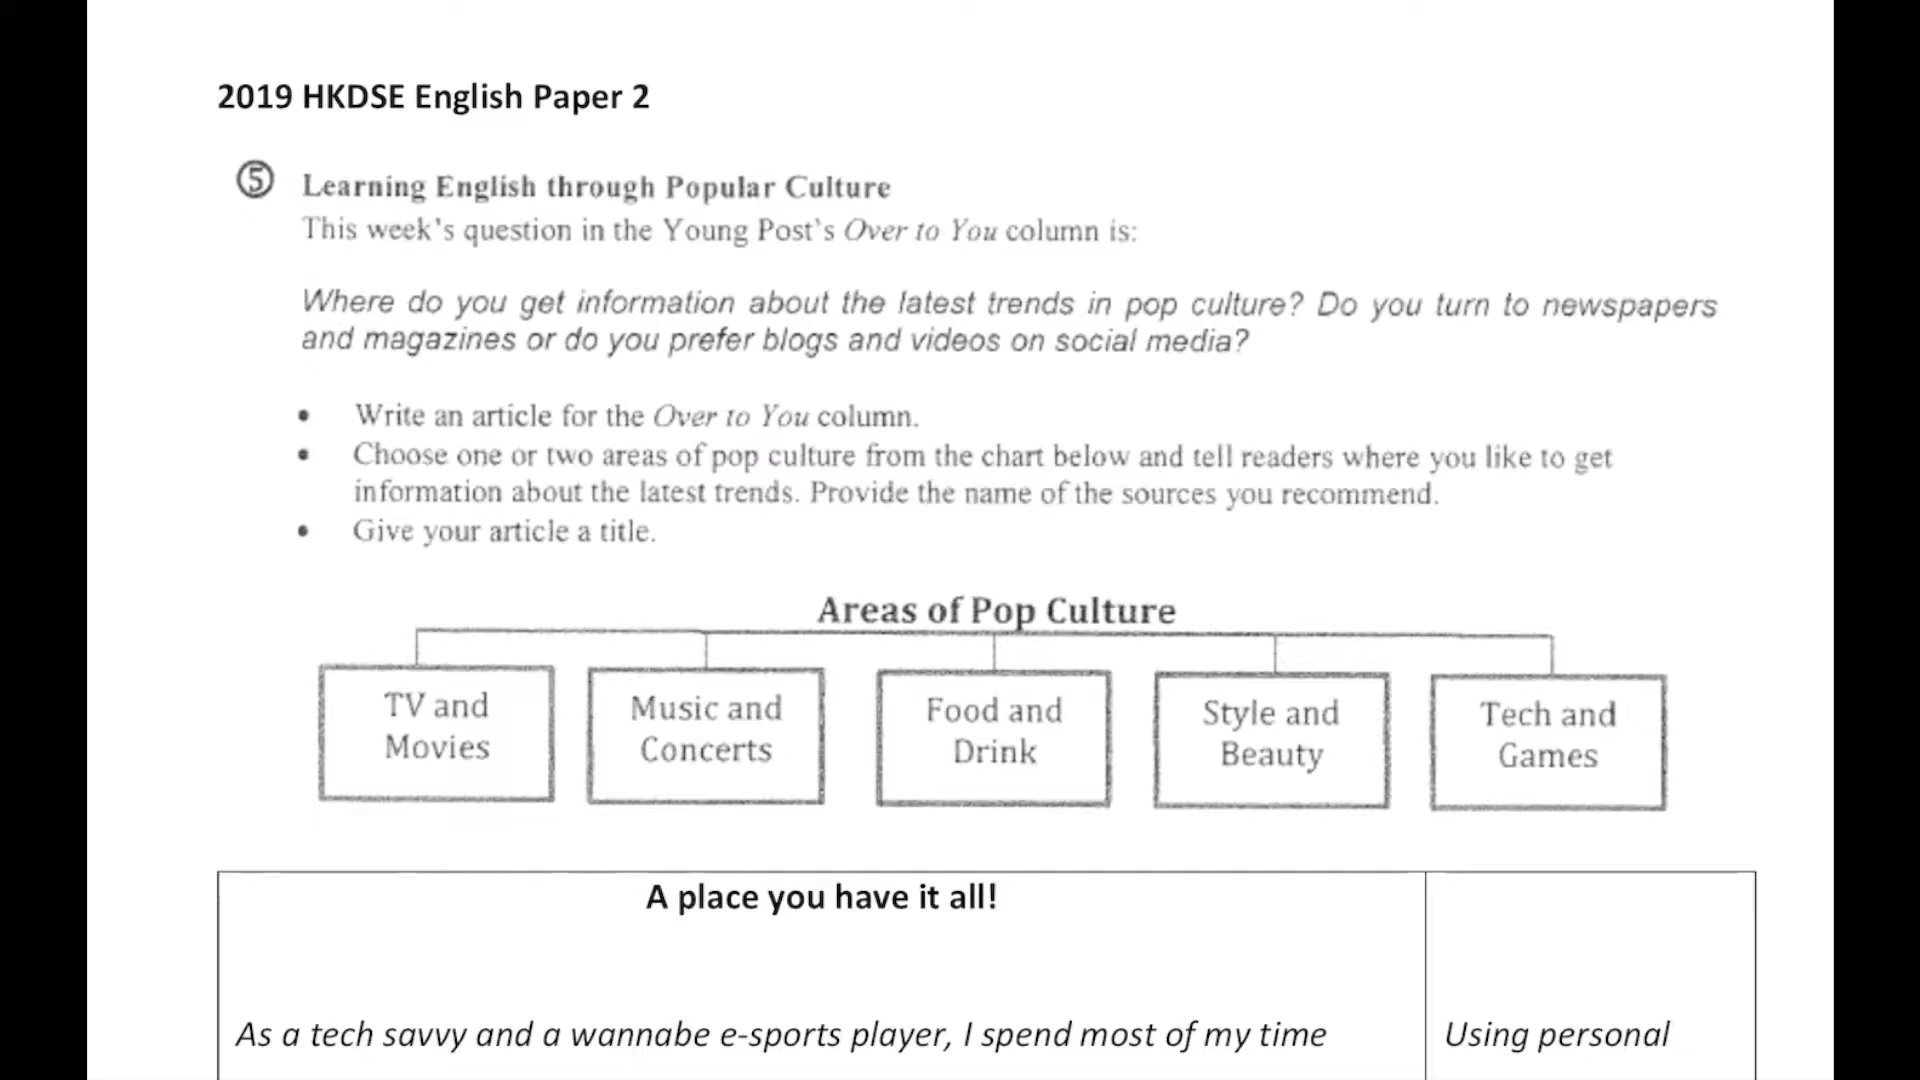 2019 HKDSE English Paper 2
⑤ Learning English through Popular Culture
This week's question in the Young Post's Over to You column is:
Where do you get information about the latest trends in pop culture? Do you turn to newspapers
and magazines or do you prefer blogs and videos on social media?
• Write an article for the Over to You column.
• Choose one or two areas of pop culture from the chart below and tell readers where you like to get
information about the latest trends. Provide the name of the sources you recommend.
• Give your article a title.
Areas of Pop Culture
TV and
Movies
Music and
Concerts
Food and
Drink
Style and
Beauty
Tech and
Games
A place you have it all!
As a tech savvy and a wannabe e-sports player, I spend most of my time
Using personal